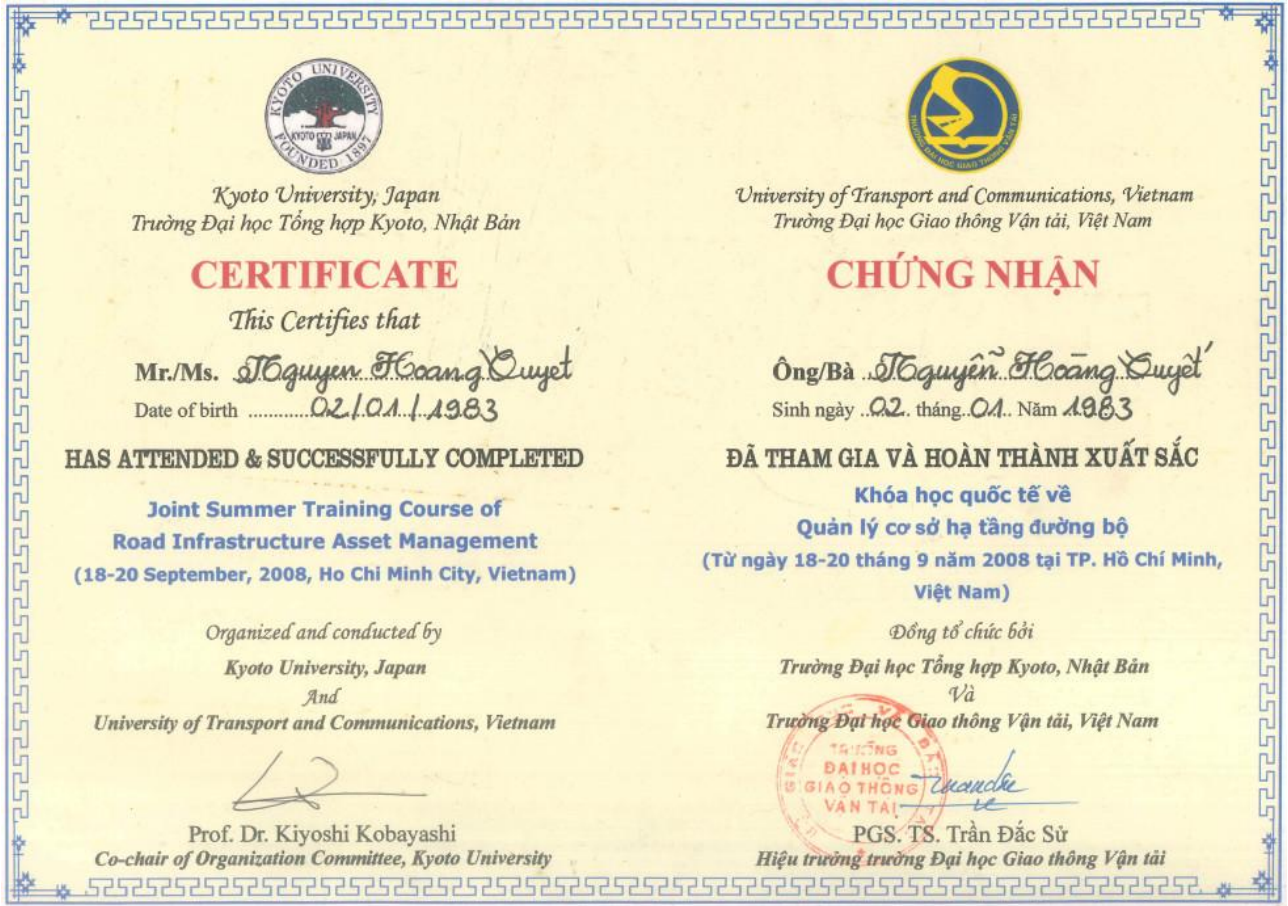 KYOTO UNIVERSITY
KYOTO JAPAN
FOUNDED 1897
Kyoto University, Japan
Trường Đại học Tổng hợp Kyoto, Nhật Bản
CERTIFICATE
This Certifies that
Mr./Ms. Nguyen Hoang Quyet
Date of birth 02/01/1983
HAS ATTENDED & SUCCESSFULLY COMPLETED
Joint Summer Training Course of
Road Infrastructure Asset Management
(18-20 September, 2008, Ho Chi Minh City, Vietnam)
Organized and conducted by
Kyoto University, Japan
And
University of Transport and Communications, Vietnam
Prof. Dr. Kiyoshi Kobayashi
Co-chair of Organization Committee, Kyoto University
TRƯỜNG ĐẠI HỌC GIAO THÔNG VẬN TẢI
University of Transport and Communications, Vietnam
Trường Đại học Giao thông Vận tải, Việt Nam
CHỨNG NHẬN
Ông/Bà Nguyễn Hoàng Quyết
Sinh ngày 02 tháng 01 Năm 1983
ĐÃ THAM GIA VÀ HOÀN THÀNH XUẤT SẮC
Khóa học quốc tế về
Quản lý cơ sở hạ tầng đường bộ
(Từ ngày 18-20 tháng 9 năm 2008 tại TP. Hồ Chí Minh,
Việt Nam)
Đồng tổ chức bởi
Trường Đại học Tổng hợp Kyoto, Nhật Bản
Và
Trường Đại học Giao thông Vận tải, Việt Nam
TRƯỜNG
ĐẠI HỌC
GIAO THÔNG
VẬN TẢI
PGS. TS. Trần Đắc Sử
Hiệu trưởng trường Đại học Giao thông Vận tải